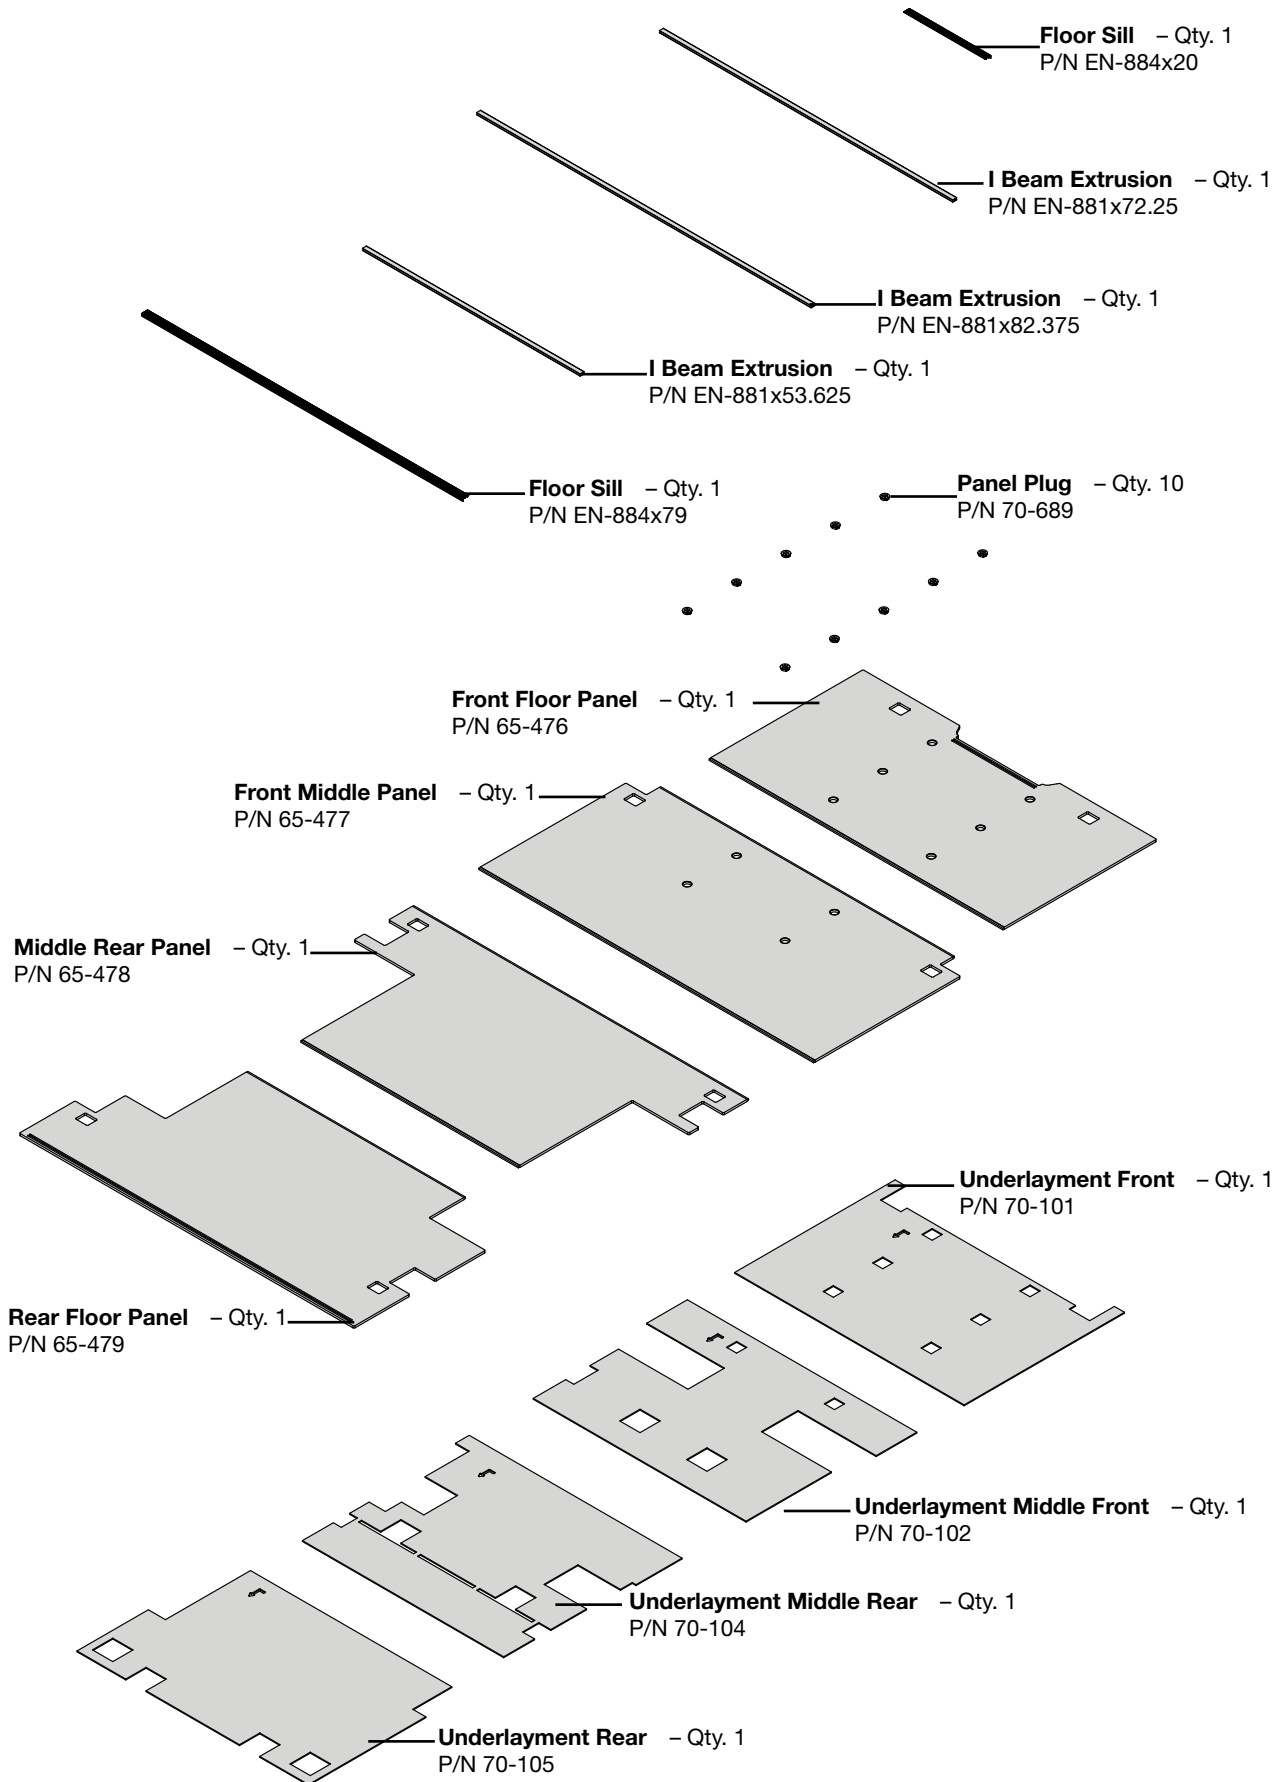 Floor Sill – Qty. 1
P/N EN-884x20
I Beam Extrusion – Qty. 1
P/N EN-881x72.25
I Beam Extrusion – Qty. 1
P/N EN-881x82.375
I Beam Extrusion – Qty. 1
P/N EN-881x53.625
Floor Sill – Qty. 1
P/N EN-884x79
Panel Plug – Qty. 10
P/N 70-689
Front Floor Panel – Qty. 1
P/N 65-476
Front Middle Panel – Qty. 1
P/N 65-477
Middle Rear Panel – Qty. 1
P/N 65-478
Rear Floor Panel – Qty. 1
P/N 65-479
Underlayment Front – Qty. 1
P/N 70-101
Underlayment Middle Front – Qty. 1
P/N 70-102
Underlayment Middle Rear – Qty. 1
P/N 70-104
Underlayment Rear – Qty. 1
P/N 70-105